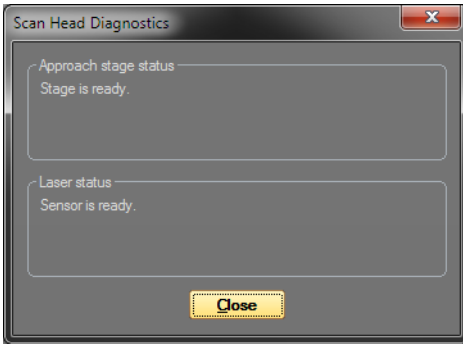 Scan Head Diagnostics
Approach stage status
Stage is ready.
Laser status
Sensor is ready.
Close